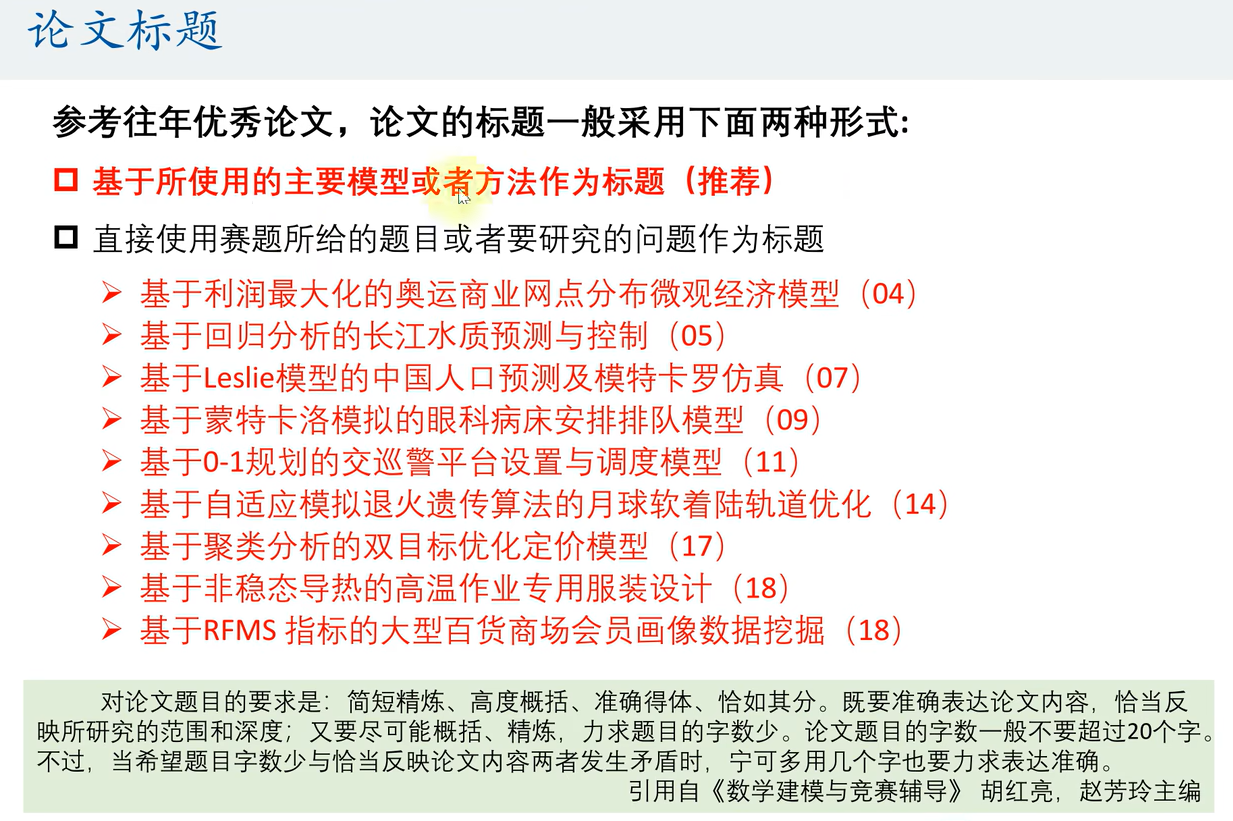 论文标题
参考往年优秀论文，论文的标题一般采用下面两种形式:
基于所使用的主要模型或者方法作为标题（推荐）
直接使用赛题所给的题目或者要研究的问题作为标题
基于利润最大化的奥运商业网点分布微观经济模型（04）
基于回归分析的长江水质预测与控制（05）
基于Leslie模型的中国人口预测及模特卡罗仿真（07）
基于蒙特卡洛模拟的眼科病床安排排队模型（09）
基于0-1规划的交巡警平台设置与调度模型（11）
基于自适应模拟退火遗传算法的月球软着陆轨道优化（14）
基于聚类分析的双目标优化定价模型（17）
基于非稳态导热的高温作业专用服装设计（18）
基于RFMS 指标的大型百货商场会员画像数据挖掘（18）
对论文题目的要求是：简短精炼、高度概括、准确得体、恰如其分。既要准确表达论文内容，恰当反
映所研究的范围和深度；又要尽可能概括、精炼，力求题目的字数少。论文题目的字数一般不要超过20个字。
不过，当希望题目字数少与恰当反映论文内容两者发生矛盾时，宁可多用几个字也要力求表达准确。
引用自《数学建模与竞赛辅导》 胡红亮，赵芳玲主编